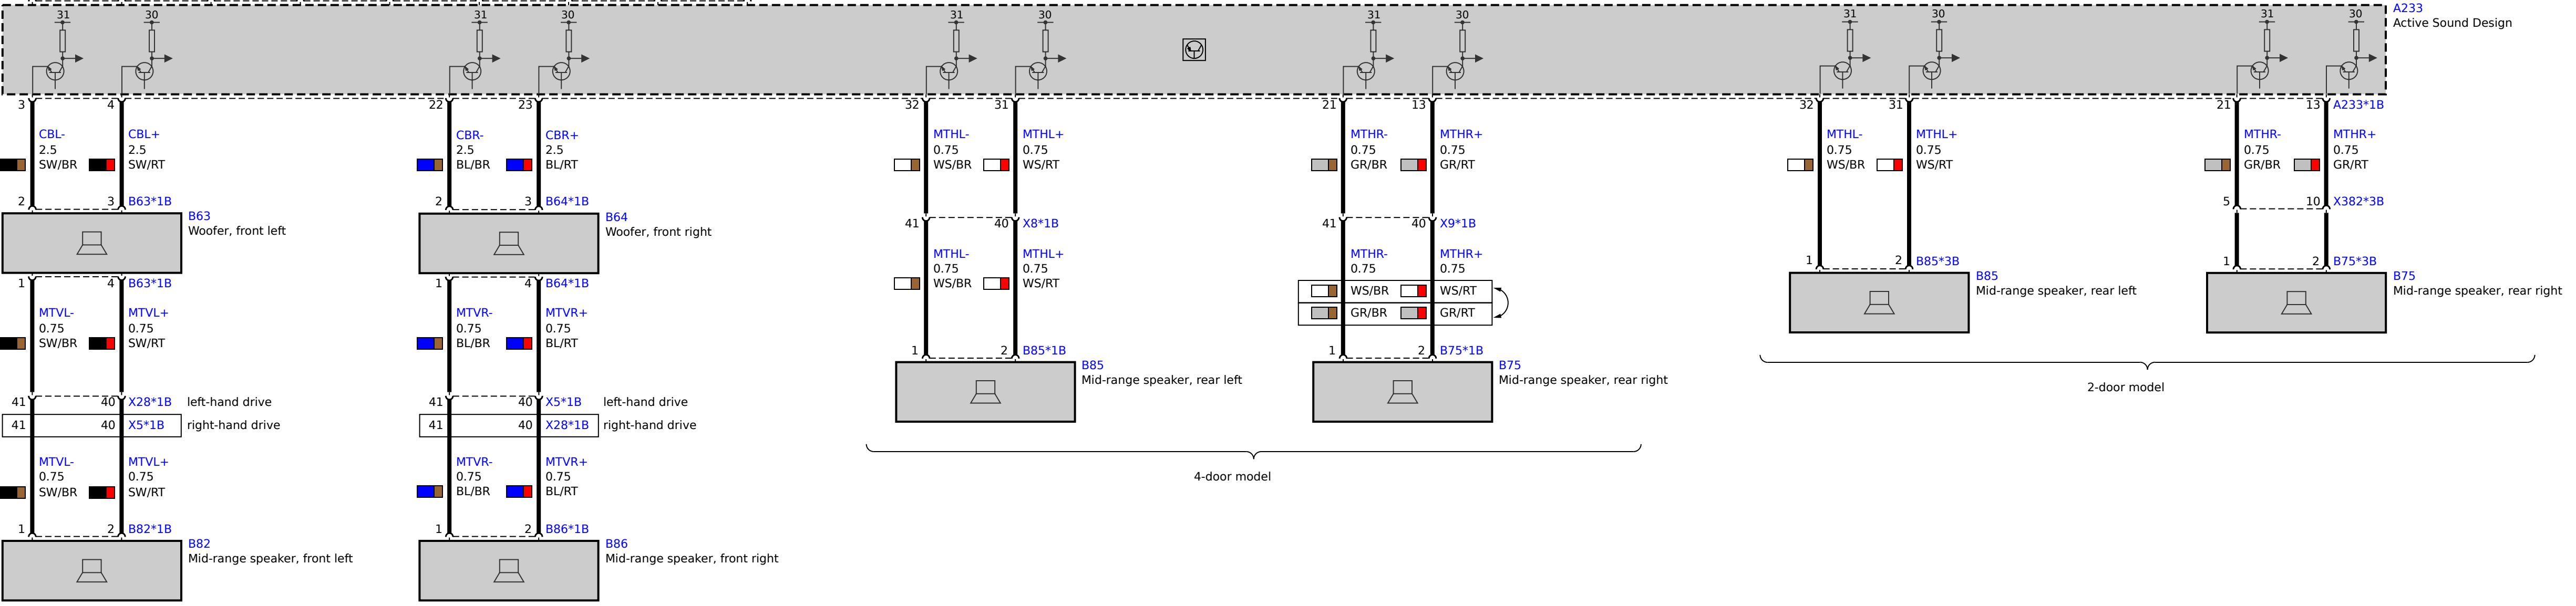 31 30 31 30 31 30 31 30 31 30 31 30 A233
Active Sound Design
3 4 22 23 32 31 21 13 32 31 21 13 A233*1B
CBL- CBL+ CBR- CBR+ MTHL- MTHL+ MTHR- MTHR+ MTHL- MTHL+ MTHR- MTHR+
2.5 2.5 2.5 2.5 0.75 0.75 0.75 0.75 0.75 0.75 0.75 0.75
SW/BR SW/RT BL/BR BL/RT WS/BR WS/RT GR/BR GR/RT WS/BR WS/RT GR/BR GR/RT
2 3 B63*1B 2 3 B64*1B 5 10 X382*3B
B63 B64
Woofer, front left Woofer, front right
41 40 X8*1B 41 40 X9*1B
MTHL- MTHL+ MTHR- MTHR+
0.75 0.75 0.75 0.75
1 2 B85*3B 1 2 B75*3B
B85 B75
Mid-range speaker, rear left Mid-range speaker, rear right
1 4 B63*1B 1 4 B64*1B
WS/BR WS/RT WS/BR WS/RT
GR/BR GR/RT
MTVL- MTVL+ MTVR- MTVR+
0.75 0.75 0.75 0.75
SW/BR SW/RT BL/BR BL/RT
1 2 B85*1B 1 2 B75*1B
B85 B75
Mid-range speaker, rear left Mid-range speaker, rear right
2-door model
41 40 X28*1B left-hand drive 41 40 X5*1B left-hand drive
41 40 X5*1B right-hand drive 41 40 X28*1B right-hand drive
4-door model
MTVL- MTVL+ MTVR- MTVR+
0.75 0.75 0.75 0.75
SW/BR SW/RT BL/BR BL/RT
1 2 B82*1B 1 2 B86*1B
B82 B86
Mid-range speaker, front left Mid-range speaker, front right